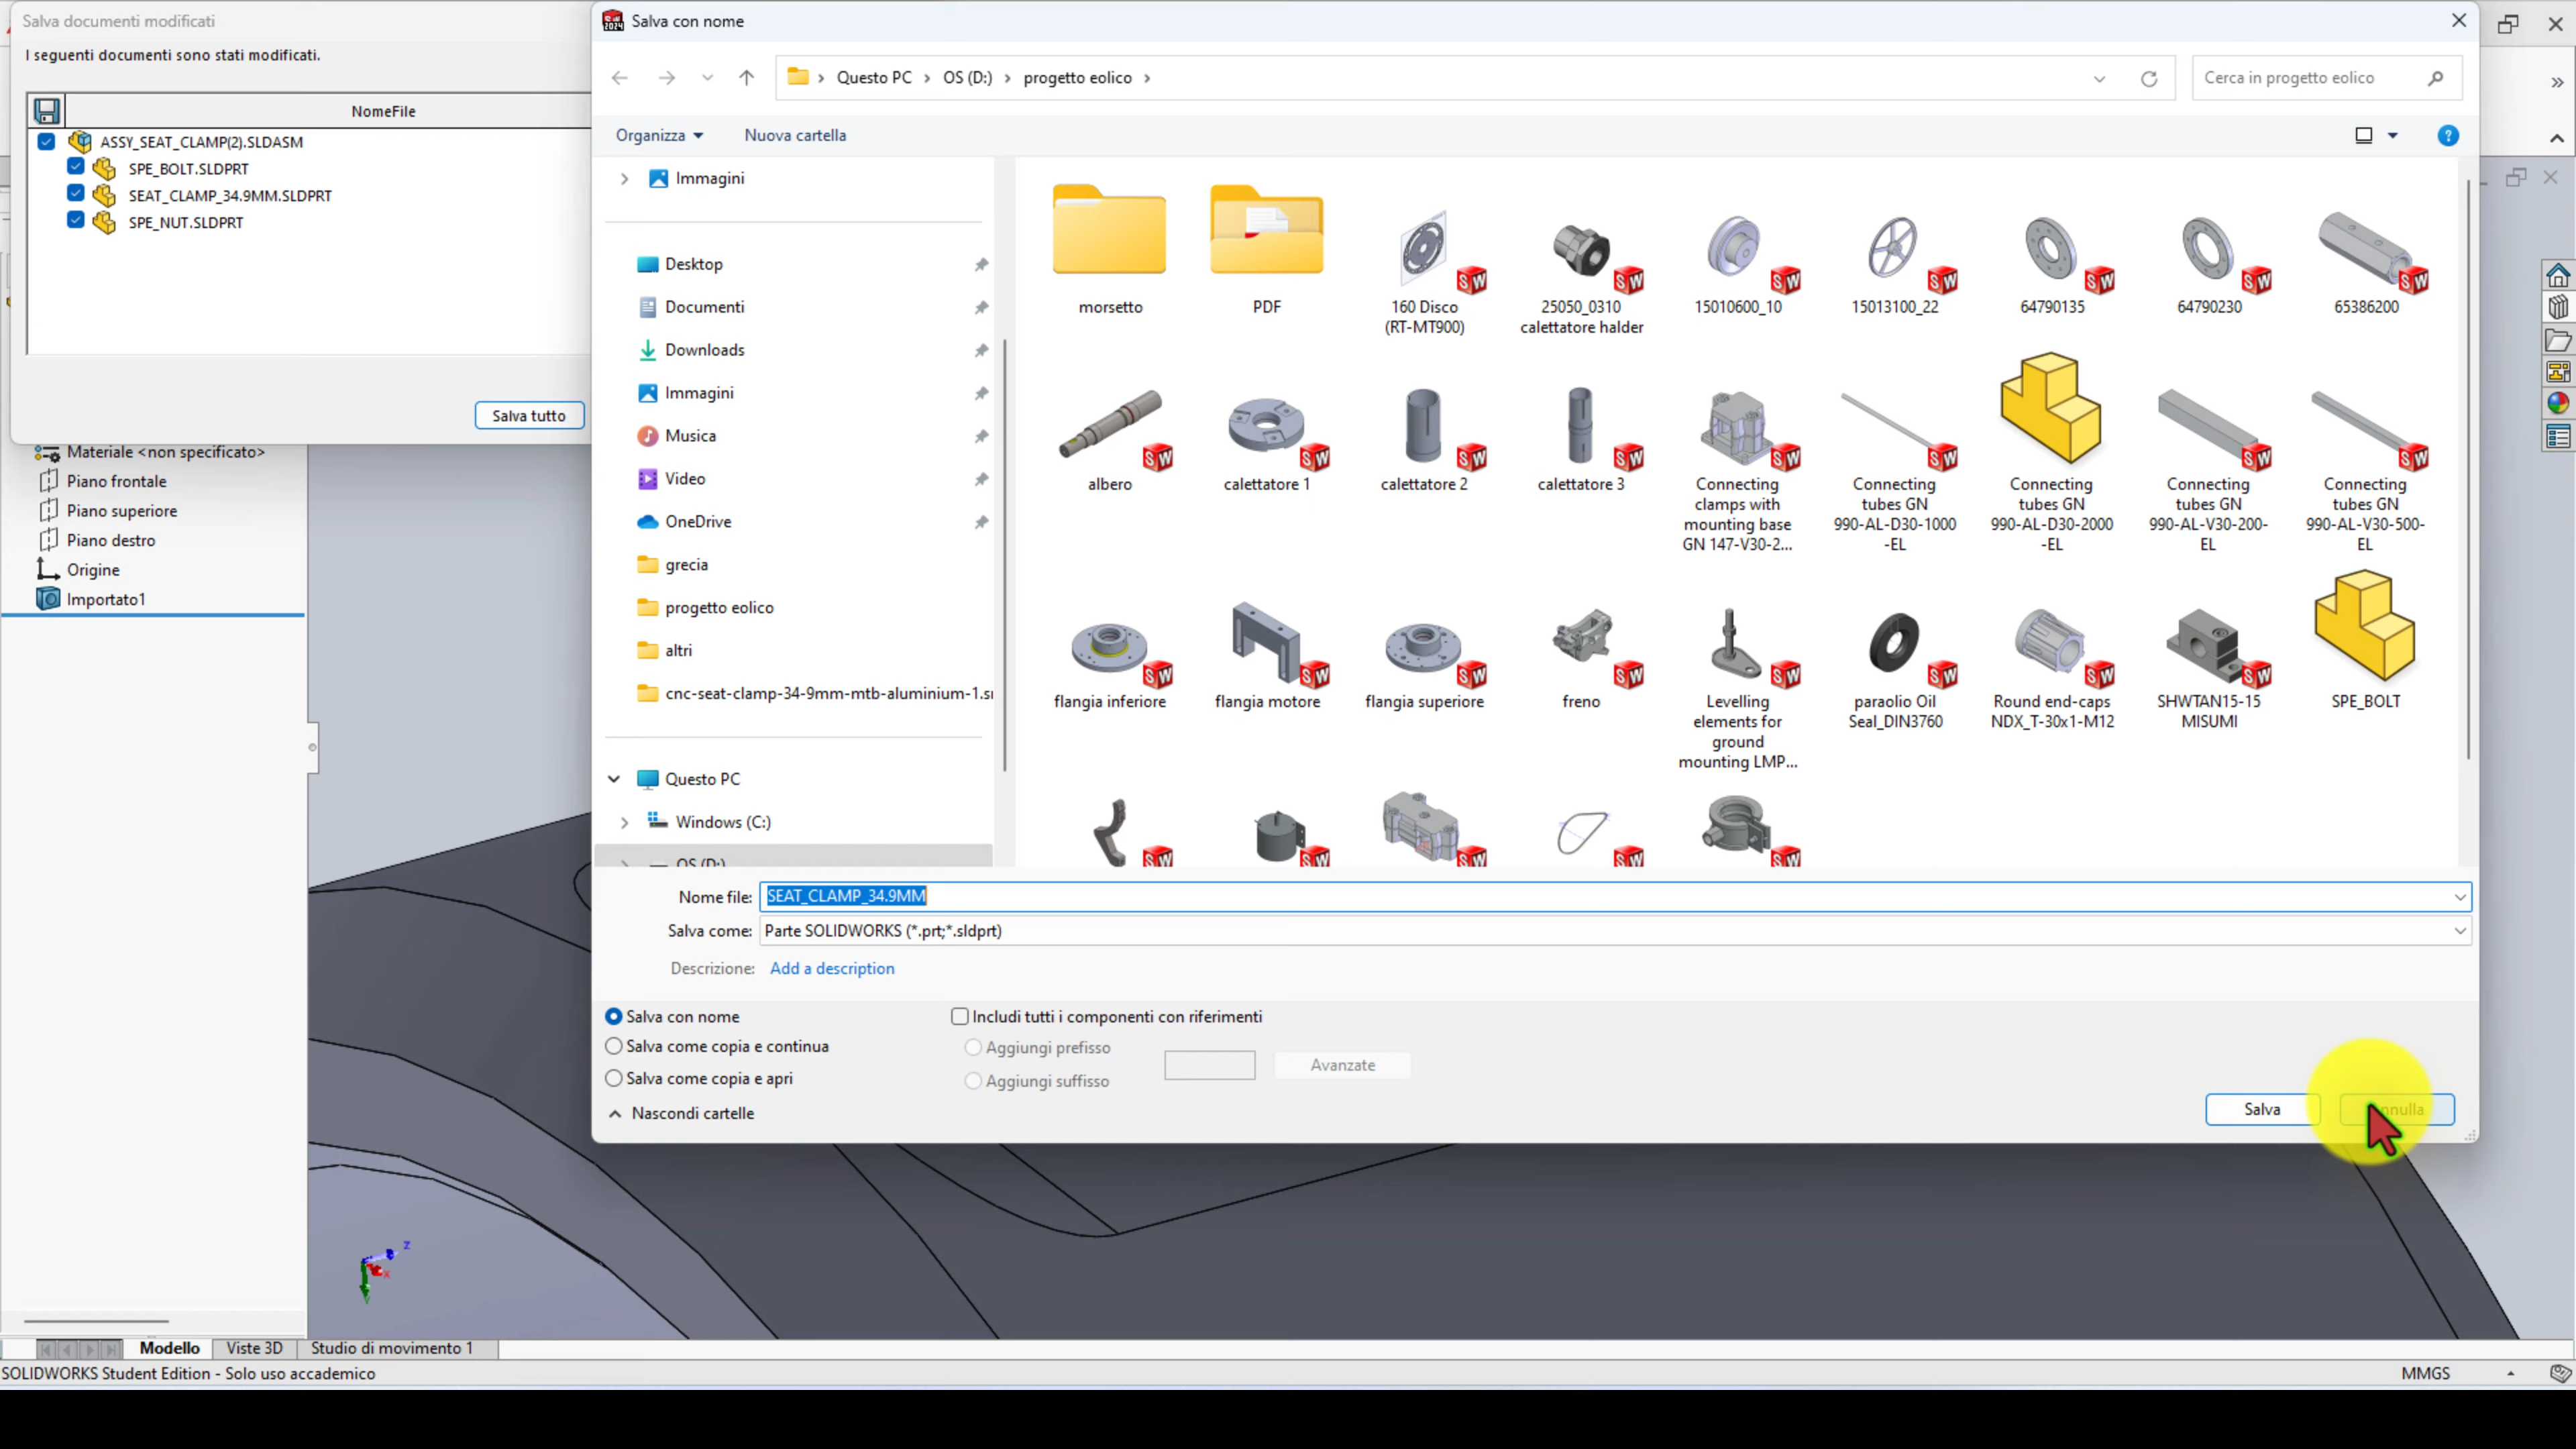 Salva documenti modificati
I seguenti documenti sono stati modificati.
NomeFile
ASSY_SEAT_CLAMP(2).SLDASM
SPE_BOLT.SLDPRT
SEAT_CLAMP_34.9MM.SLDPRT
SPE_NUT.SLDPRT
Salva tutto
Materiale <non specificato>
Piano frontale
Piano superiore
Piano destro
Origine
Importato1
Salva con nome
Questo PC
OS (D:)
progetto eolico
Cerca in progetto eolico
Organizza
Nuova cartella
Immagini
Desktop
Documenti
Downloads
Immagini
Musica
Video
OneDrive
grecia
progetto eolico
altri
cnc-seat-clamp-34-9mm-mtb-aluminium-1.
Questo PC
Windows (C:)
OS (D:)
morsetto
PDF
160 Disco
(RT-MT900)
25050_0310
calettatore halder
15010600_10
15013100_22
64790135
64790230
65386200
albero
calettatore 1
calettatore 2
calettatore 3
Connecting
clamps with
mounting base
GN 147-V30-2...
Connecting
tubes GN
990-AL-D30-1000
-EL
Connecting
tubes GN
990-AL-D30-2000
-EL
Connecting
tubes GN
990-AL-V30-200-
EL
Connecting
tubes GN
990-AL-V30-500-
EL
flangia inferiore
flangia motore
flangia superiore
freno
Levelling
elements for
ground
mounting LMP...
paraolio Oil
Seal_DIN3760
Round end-caps
NDX_T-30x1-M12
SHWTAN15-15
MISUMI
SPE_BOLT
Nome file: SEAT_CLAMP_34.9MM
Salva come: Parte SOLIDWORKS (*.prt;*.sldprt)
Descrizione: Add a description
Salva con nome
Salva come copia e continua
Salva come copia e apri
Includi tutti i componenti con riferimenti
Aggiungi prefisso
Aggiungi suffisso
Avanzate
Nascondi cartelle
Salva
z
x
Y
Modello
Viste 3D
Studio di movimento 1
SOLIDWORKS Student Edition - Solo uso accademico
MMGS